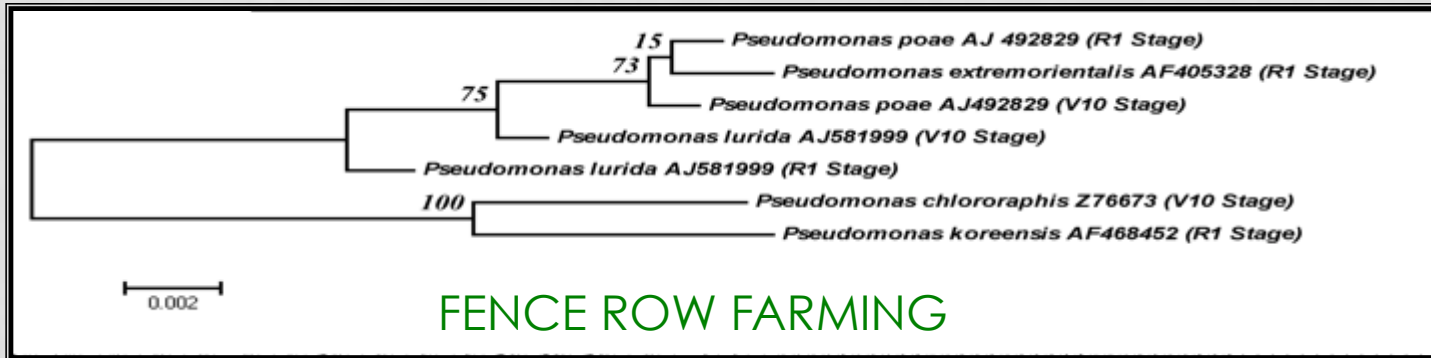 15
Pseudomonas poae AJ 492829 (R1 Stage)
73
Pseudomonas extremorientalis AF405328 (R1 Stage)
75
Pseudomonas poae AJ492829 (V10 Stage)
Pseudomonas lurida AJ581999 (V10 Stage)
Pseudomonas lurida AJ581999 (R1 Stage)
100
Pseudomonas chlororaphis Z76673 (V10 Stage)
Pseudomonas koreensis AF468452 (R1 Stage)
0.002
FENCE ROW FARMING